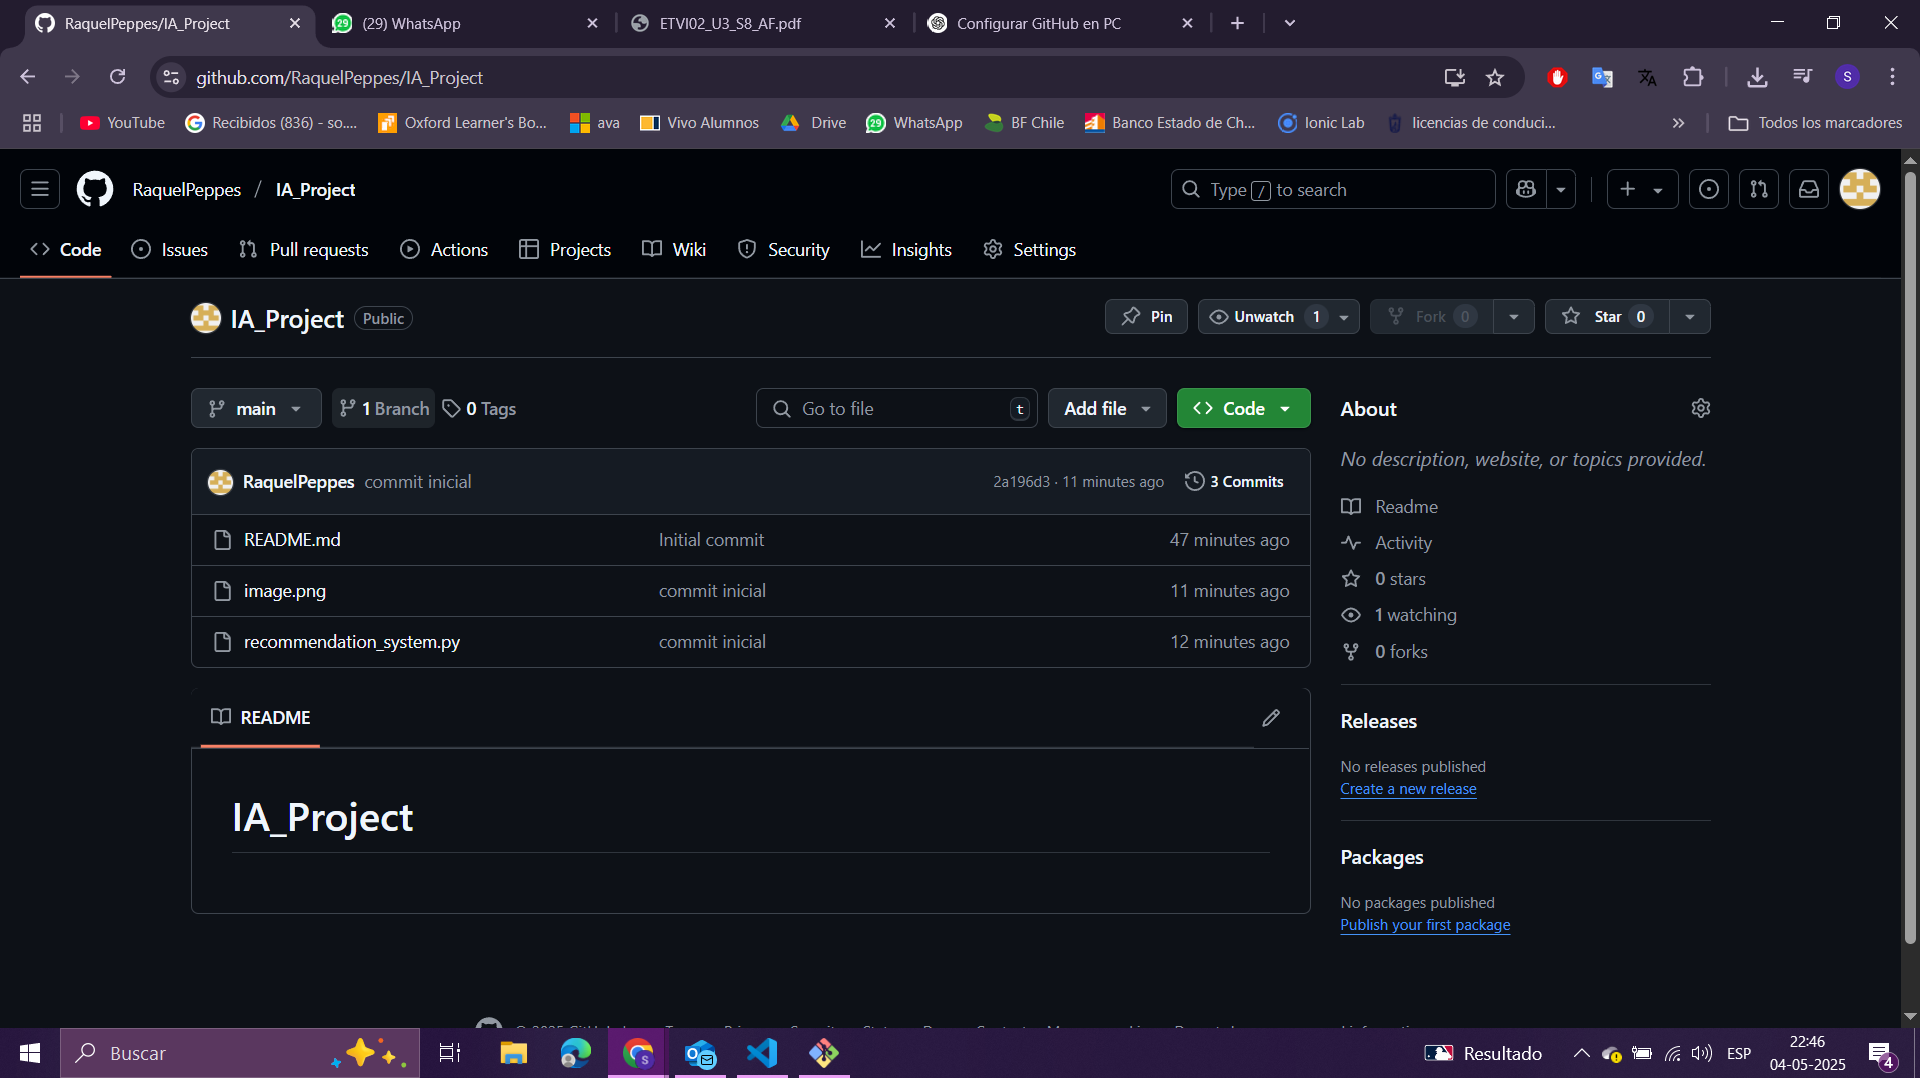 RaquelPeppes/IA_Project
(29) WhatsApp
ETVI02_U3_S8_AF.pdf
Configurar GitHub en PC
github.com/RaquelPeppes/IA_Project
S
YouTube
Recibidos (836) - so....
Oxford Learner's Bo...
ava
Vivo Alumnos
Drive
29 WhatsApp
BF Chile
Banco Estado de Ch...
Ionic Lab
licencias de conduci...
»
Todos los marcadores
RaquelPeppes / IA_Project
Type / to search
Code
Issues
Pull requests
Actions
Projects
Wiki
Security
Insights
Settings
IA_Project Public
Pin
Unwatch 1
Fork 0
Star 0
main
1 Branch
0 Tags
Go to file t
Add file
Code
RaquelPeppes commit inicial 2a196d3 · 11 minutes ago 3 Commits
README.md Initial commit 47 minutes ago
image.png commit inicial 11 minutes ago
recommendation_system.py commit inicial 12 minutes ago
README
IA_Project
About
No description, website, or topics provided.
Readme
Activity
0 stars
1 watching
0 forks
Releases
No releases published
Create a new release
Packages
No packages published
Publish your first package
Buscar
Resultado
ESP
22:46
04-05-2025
4